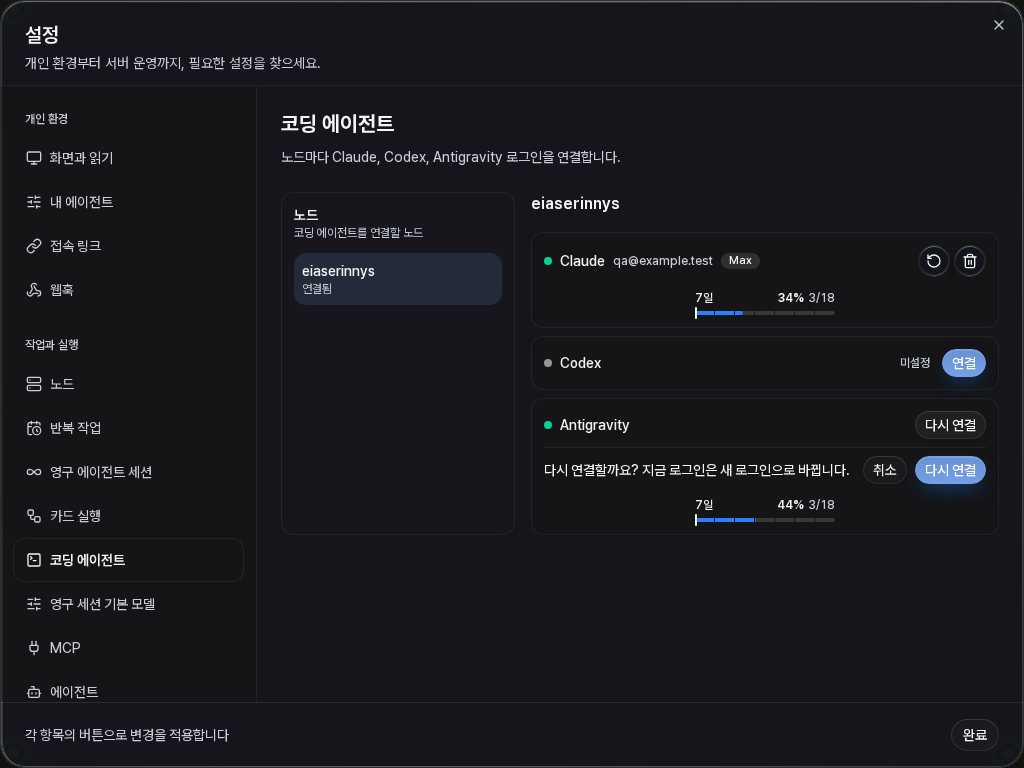 설정
개인 환경부터 서버 운영까지, 필요한 설정을 찾으세요.
개인 환경
화면과 읽기
내 에이전트
접속 링크
웹훅
작업과 실행
노드
반복 작업
영구 에이전트 세션
카드 실행
코딩 에이전트
영구 세션 기본 모델
MCP
에이전트
코딩 에이전트
노드마다 Claude, Codex, Antigravity 로그인을 연결합니다.
노드
코딩 에이전트를 연결할 노드
eiaserinnys
연결됨
eiaserinnys
Claude qa@example.test Max
7일 34% 3/18
Codex 미설정 연결
Antigravity 다시 연결
다시 연결할까요? 지금 로그인은 새 로그인으로 바뀝니다. 취소 다시 연결
7일 44% 3/18
각 항목의 버튼으로 변경을 적용합니다
완료